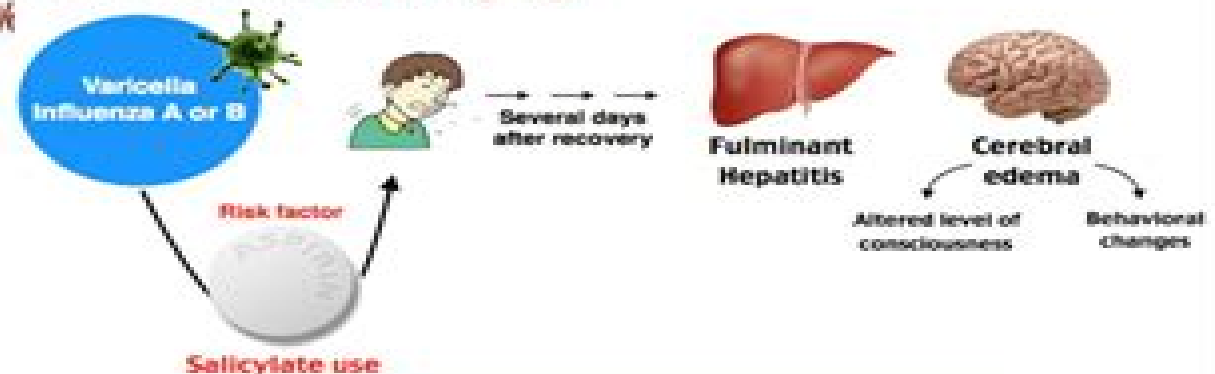 Varicella
Influenza A or B
Several days
after recovery
Fulminant
Hepatitis
Cerebral
edema
Altered level of
consciousness
Behavioral
changes
Risk factor
ASPIRIN
Salicylate use